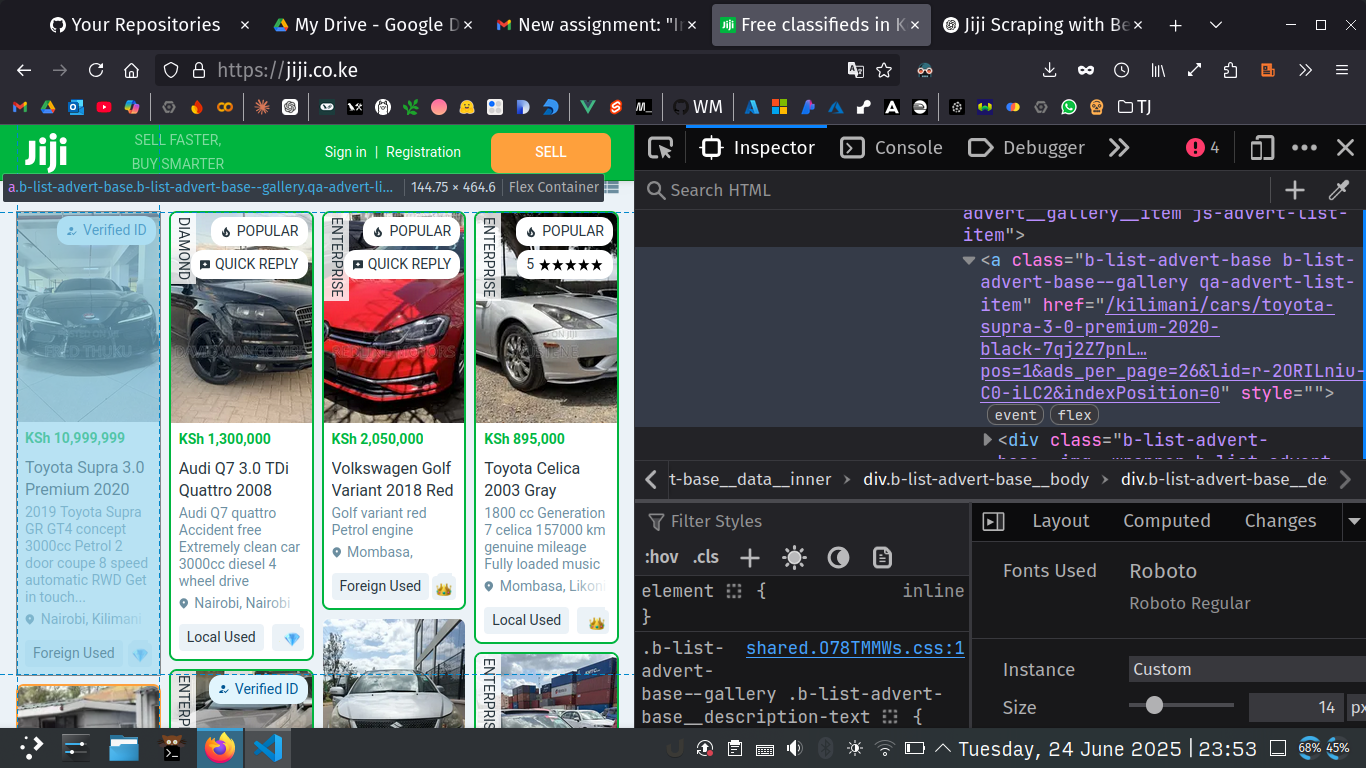 Your Repositories
My Drive - Google D
New assignment: "In
Free classifieds in K
Jiji Scraping with Be
https://jiji.co.ke
WM
TJ
Jiji
SELL FASTER,
BUY SMARTER
Sign in | Registration
SELL
a.b-list-advert-base.b-list-advert-base--gallery.qa-advert-li... 144.75 × 464.6 Flex Container
Verified ID
DIAMOND
POPULAR
QUICK REPLY
ENTERPRISE
POPULAR
QUICK REPLY
ENTERPRISE
POPULAR
5 ★★★★★
KSh 10,999,999
Toyota Supra 3.0
Premium 2020
2019 Toyota Supra
GR GT4 concept
3000cc Petrol 2
door coupe 8 speed
automatic RWD Get
in touch...
Nairobi, Kilimani
Foreign Used
KSh 1,300,000
Audi Q7 3.0 TDi
Quattro 2008
Audi Q7 quattro
Accident free
Extremely clean car
3000cc diesel 4
wheel drive
Nairobi, Nairobi
Local Used
KSh 2,050,000
Volkswagen Golf
Variant 2018 Red
Golf variant red
Petrol engine
Mombasa,
Foreign Used
KSh 895,000
Toyota Celica
2003 Gray
1800 cc Generation
7 celica 157000 km
genuine mileage
Fully loaded music
Mombasa, Likoni
Local Used
ENTERP
Verified ID
ENTERPRIS
Inspector
Console
Debugger
4
Search HTML
advert__gallery__item js-advert-list-
item">
<a class="b-list-advert-base b-list-
advert-base--gallery qa-advert-list-
item" href="/kilimani/cars/toyota-
supra-3-0-premium-2020-
black-7qj2Z7pnL…
pos=1&ads_per_page=26&lid=r-2ORILniu-
C0-iLC2&indexPosition=0" style="">
event flex
<div class="b-list-advert-
t-base__data__inner
div.b-list-advert-base__body
div.b-list-advert-base__de
Filter Styles
:hov .cls
element {
inline
}
.b-list-
shared.O78TMMWs.css:1
advert-
base--gallery .b-list-advert-
base__description-text {
Layout
Computed
Changes
Fonts Used
Roboto
Roboto Regular
Instance
Custom
Size
14
px
Tuesday, 24 June 2025 | 23:53
68%
45%